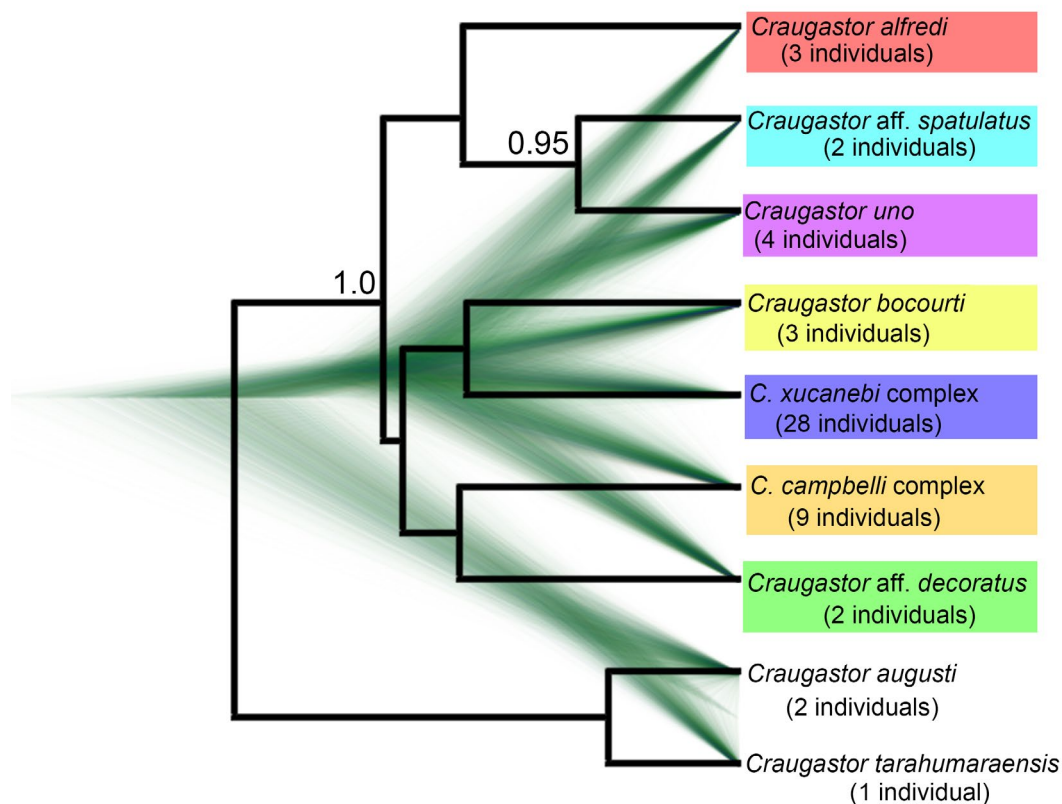 Craugastor alfredi
(3 individuals)
0.95
Craugastor aff. spatulatus
(2 individuals)
Craugastor uno
(4 individuals)
1.0
Craugastor bocourti
(3 individuals)
C. xucanebi complex
(28 individuals)
C. campbelli complex
(9 individuals)
Craugastor aff. decoratus
(2 individuals)
Craugastor augusti
(2 individuals)
Craugastor tarahumaraensis
(1 individual)